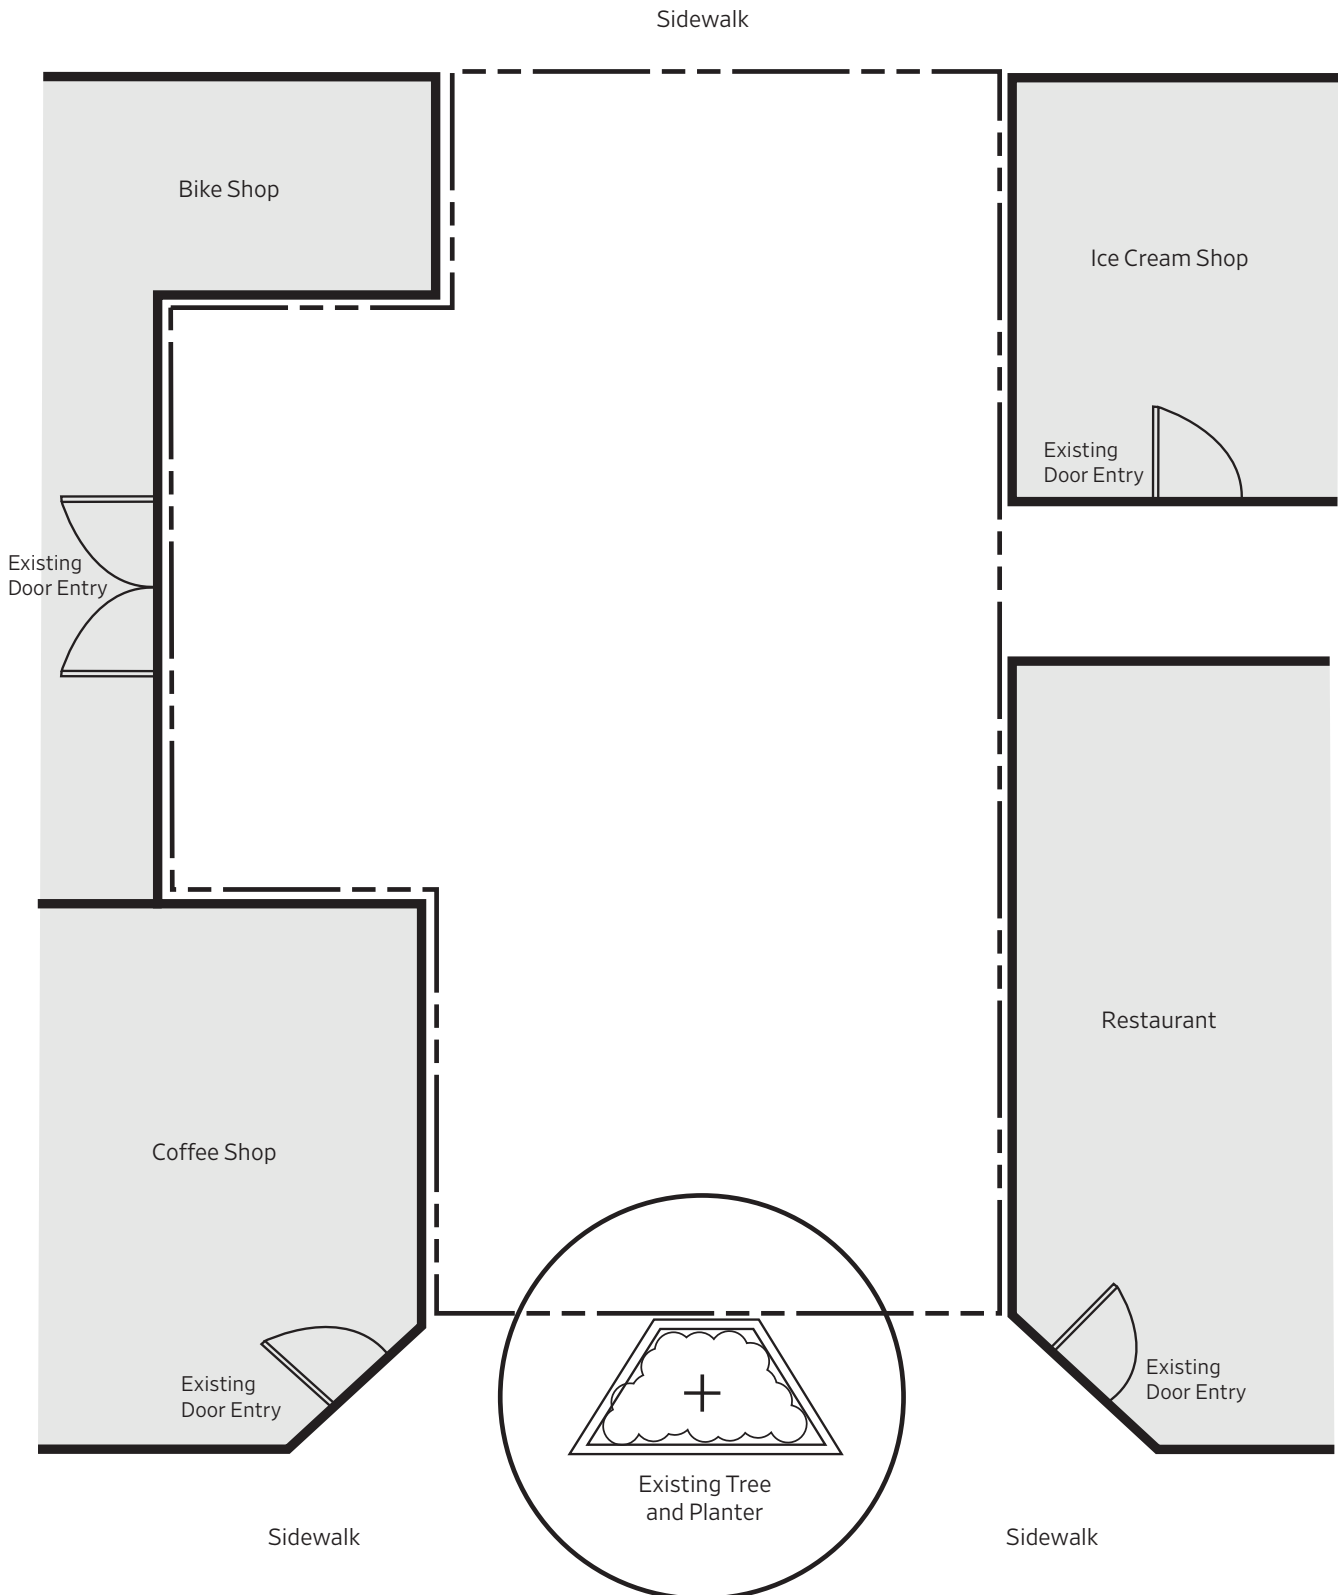 Sidewalk
Bike Shop
Ice Cream Shop
Existing
Door Entry
Existing
Door Entry
Restaurant
Coffee Shop
Existing
Door Entry
Existing
Door Entry
Existing Tree
and Planter
Sidewalk
Sidewalk